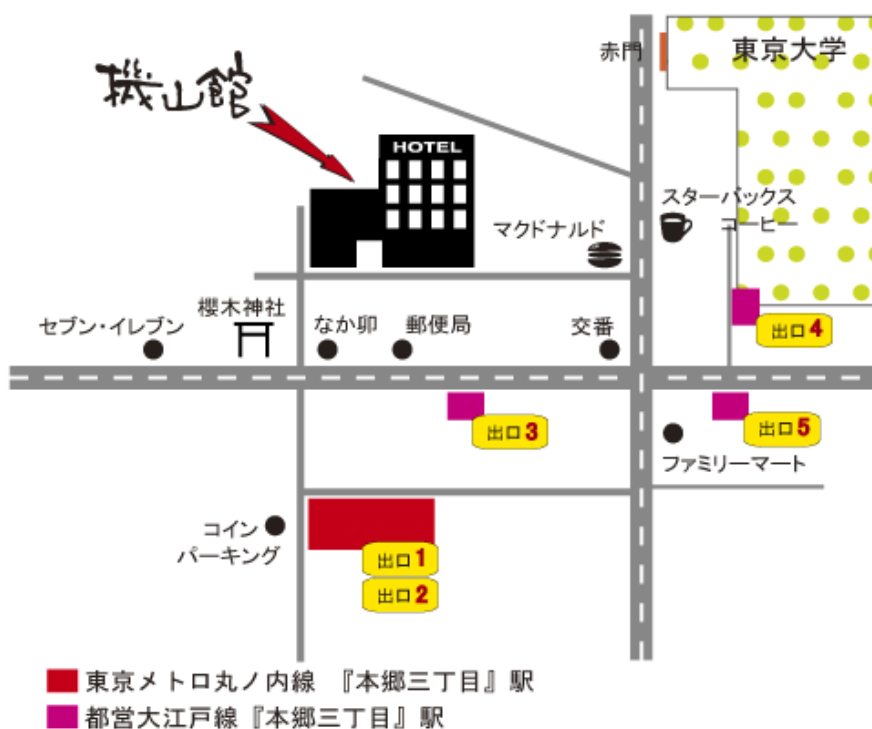 赤門
東京大学
機山館
HOTEL
スターバックス
コーヒー
マクドナルド
セブン・イレブン
櫻木神社
なか卯
郵便局
交番
出口4
出口3
出口5
ファミリーマート
コイン
パーキング
出口1
出口2
東京メトロ丸ノ内線 『本郷三丁目』駅
都営大江戸線『本郷三丁目』駅